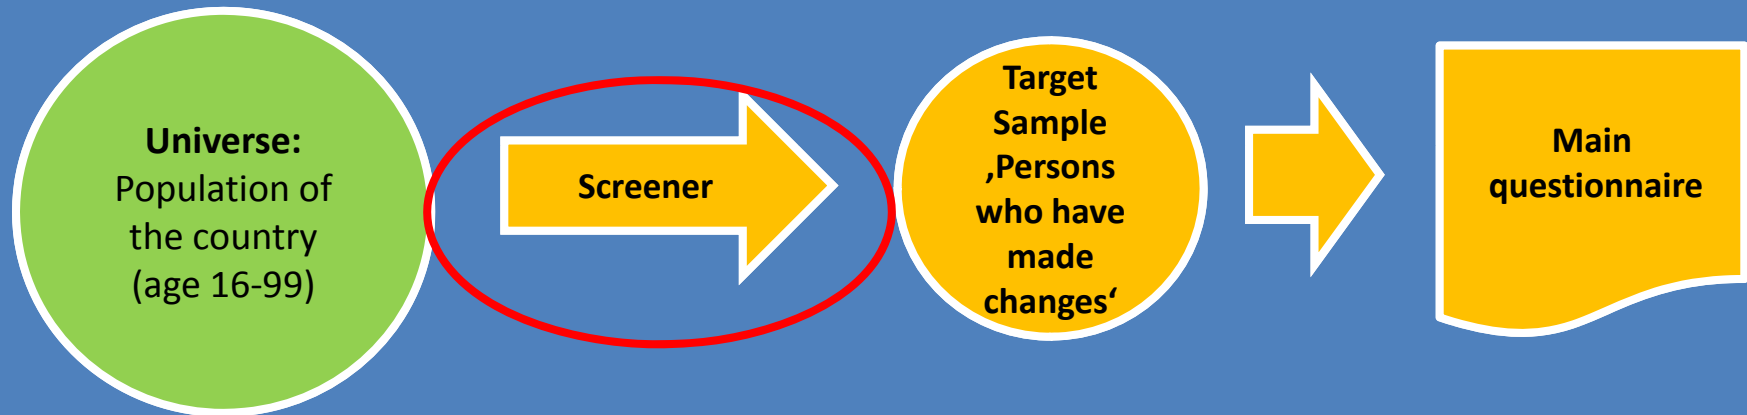 Universe:
Population of
the country
(age 16-99)
Screener
Target
Sample
‚Persons
who have
made
changes‘
Main
questionnaire